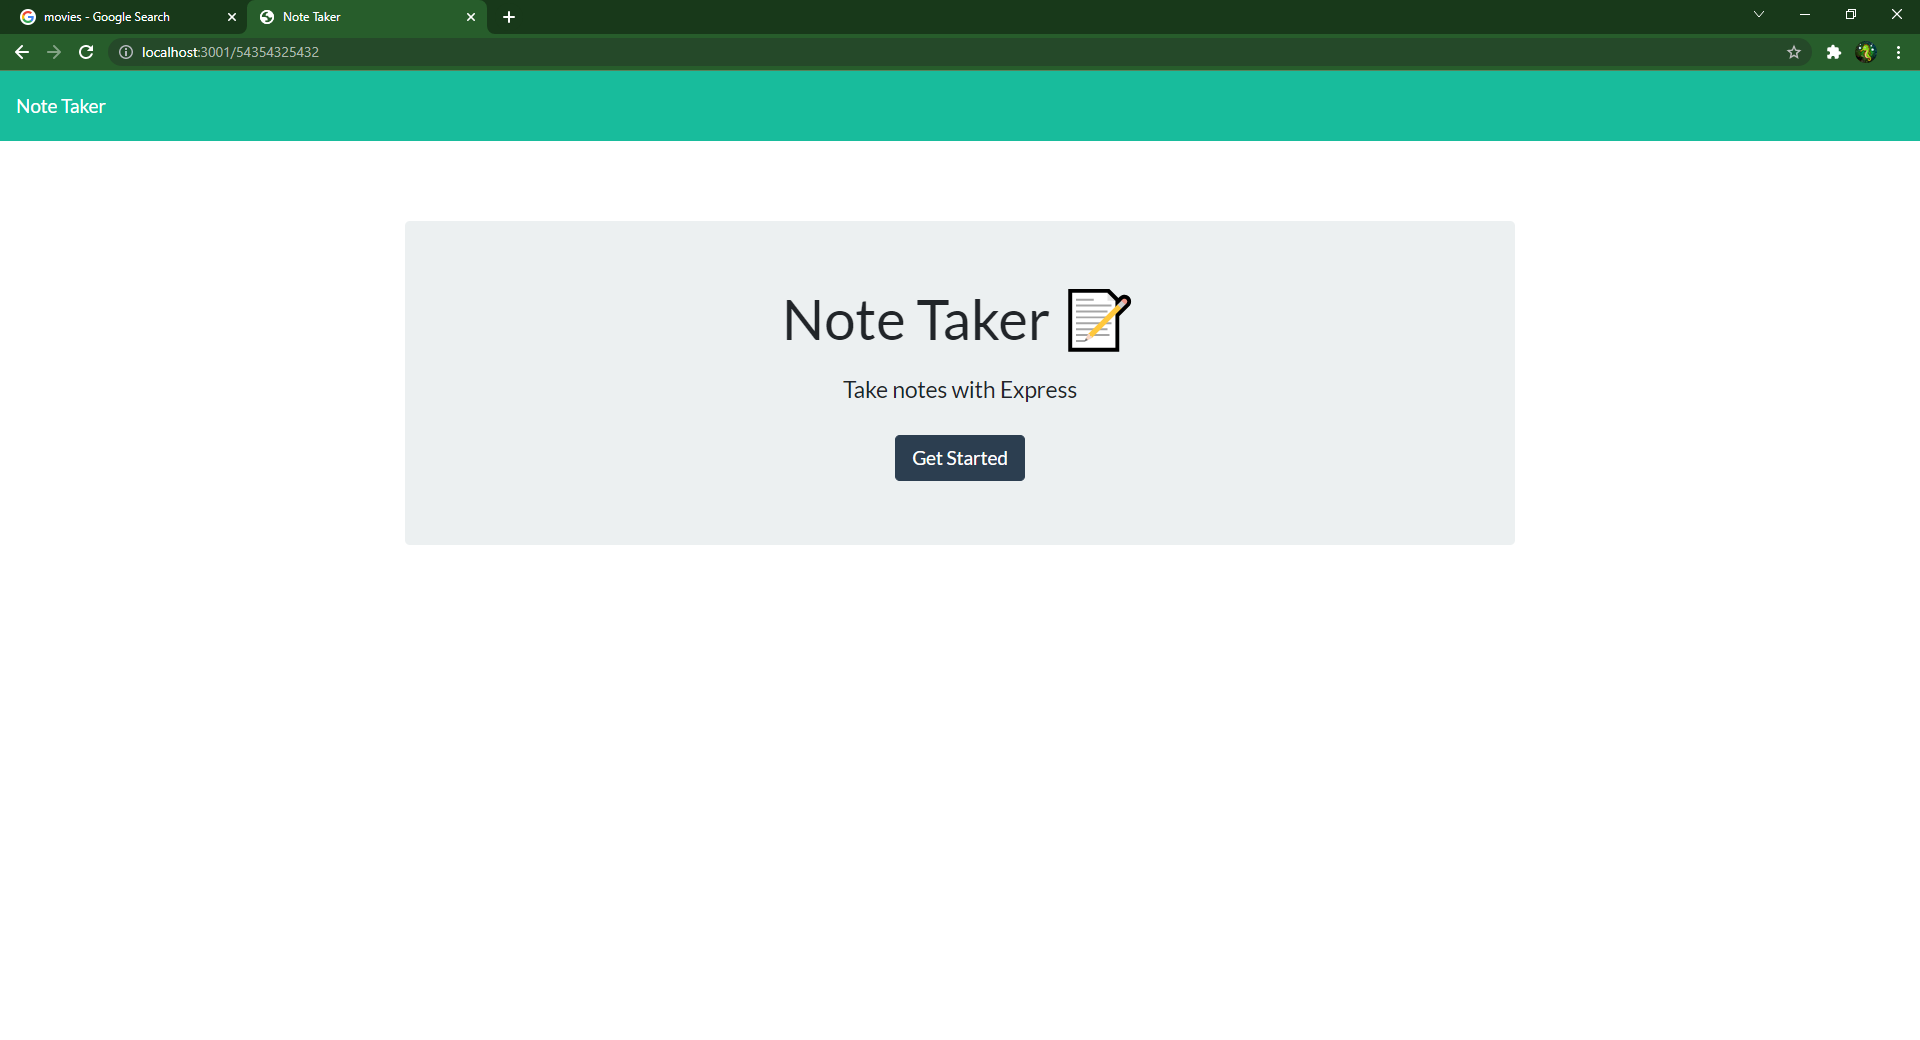 movies - Google Search
Note Taker
localhost:3001/54354325432
Note Taker
Note Taker
Take notes with Express
Get Started